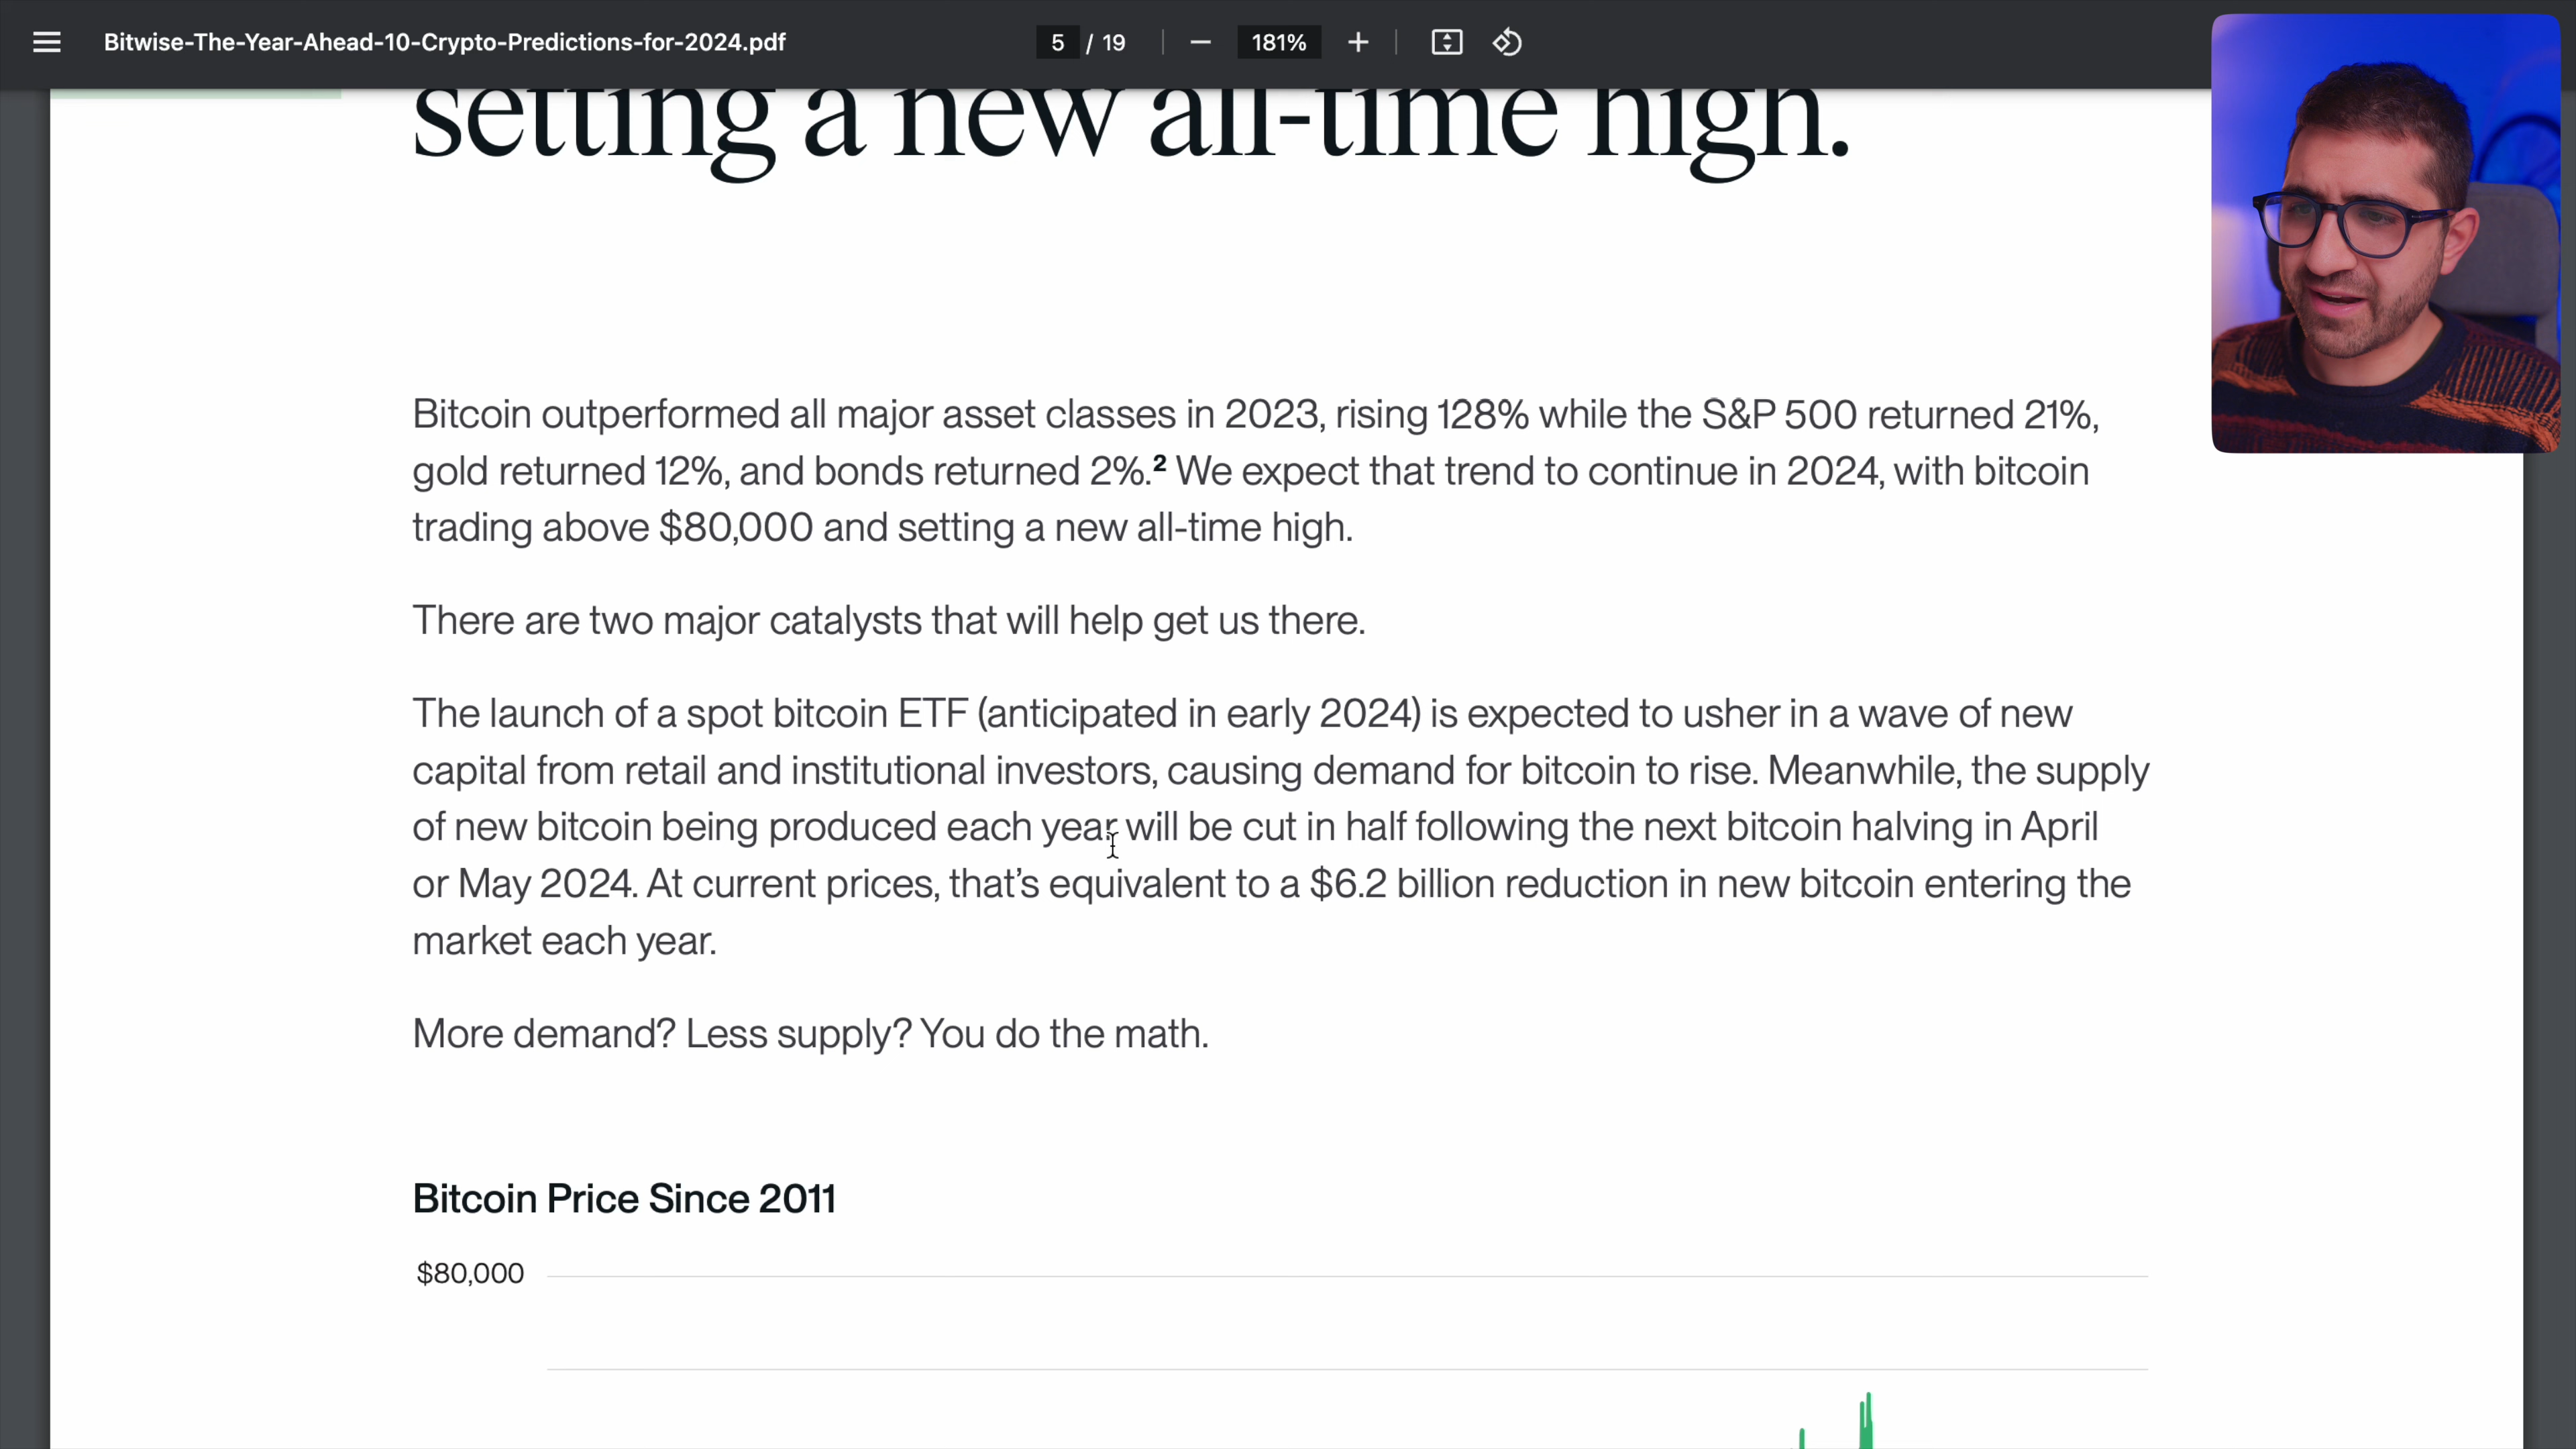 Bitwise-The-Year-Ahead-10-Crypto-Predictions-for-2024.pdf
5 / 19
181%
setting a new all-time high.
Bitcoin outperformed all major asset classes in 2023, rising 128% while the S&P 500 returned 21%,
gold returned 12%, and bonds returned 2%.² We expect that trend to continue in 2024, with bitcoin
trading above $80,000 and setting a new all-time high.
There are two major catalysts that will help get us there.
The launch of a spot bitcoin ETF (anticipated in early 2024) is expected to usher in a wave of new
capital from retail and institutional investors, causing demand for bitcoin to rise. Meanwhile, the supply
of new bitcoin being produced each year will be cut in half following the next bitcoin halving in April
or May 2024. At current prices, that’s equivalent to a $6.2 billion reduction in new bitcoin entering the
market each year.
More demand? Less supply? You do the math.
Bitcoin Price Since 2011
$80,000